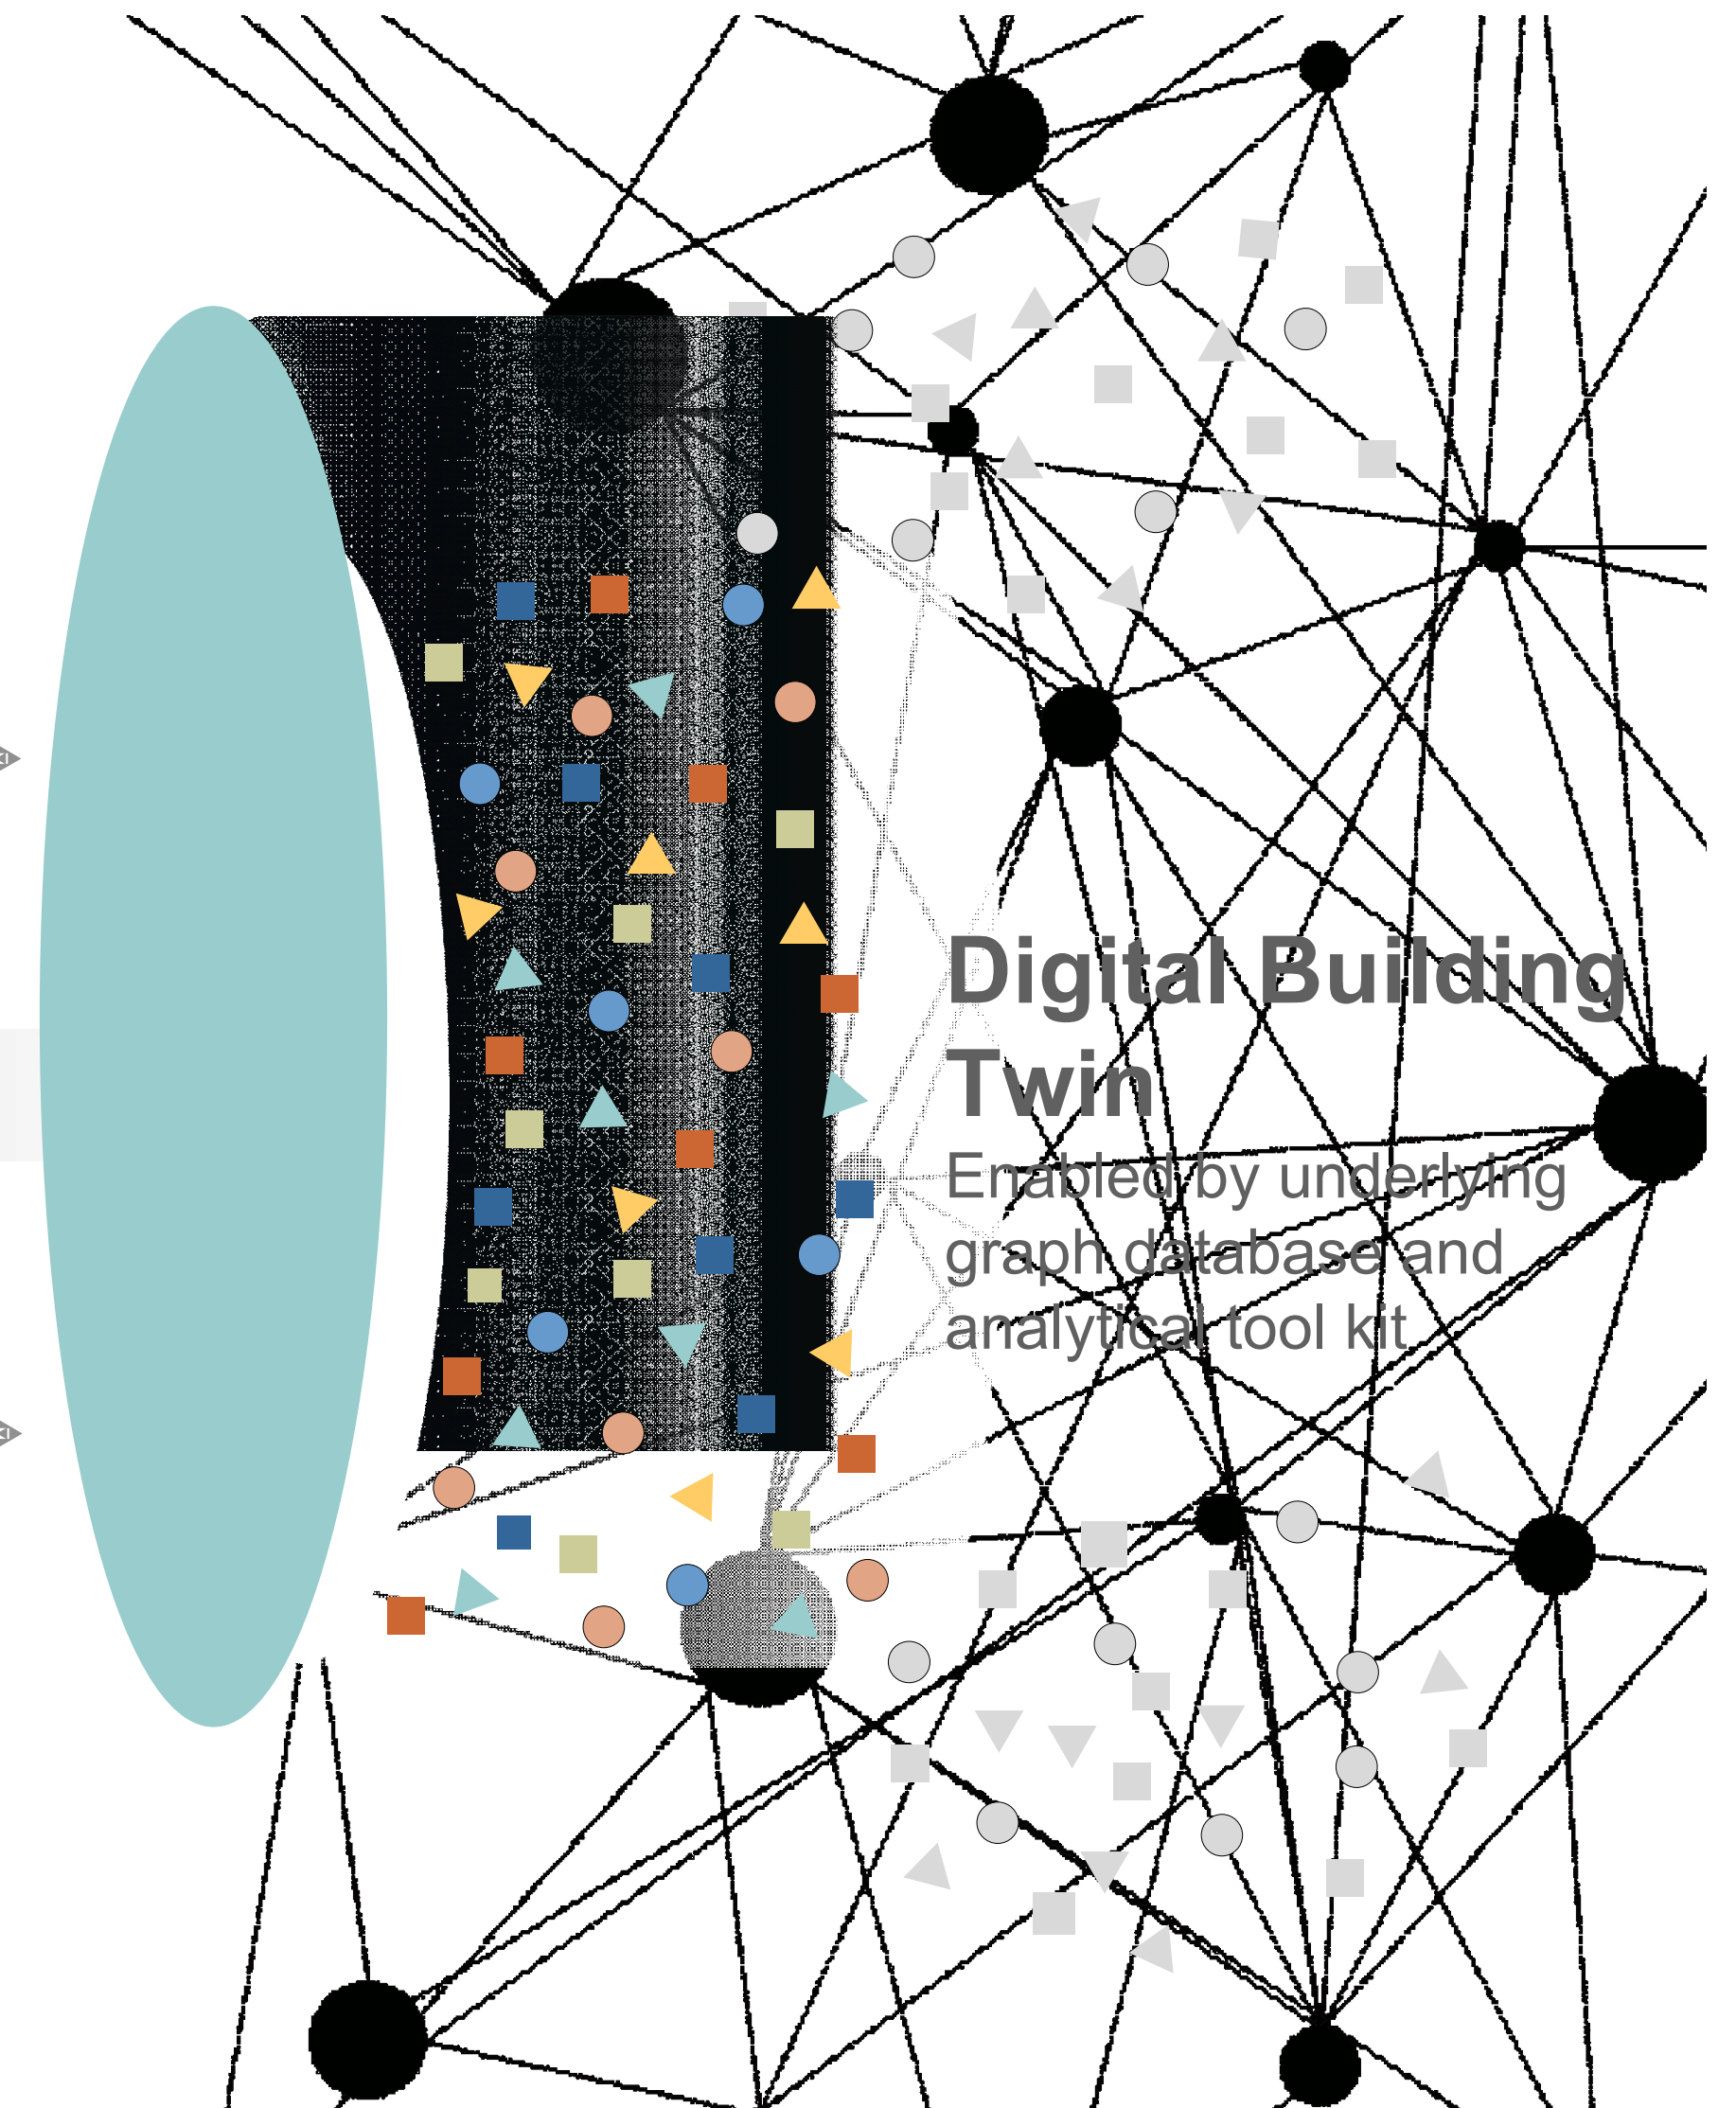 Digital Building
Twin
Enabled by underlying
graph database and
analytical tool kit